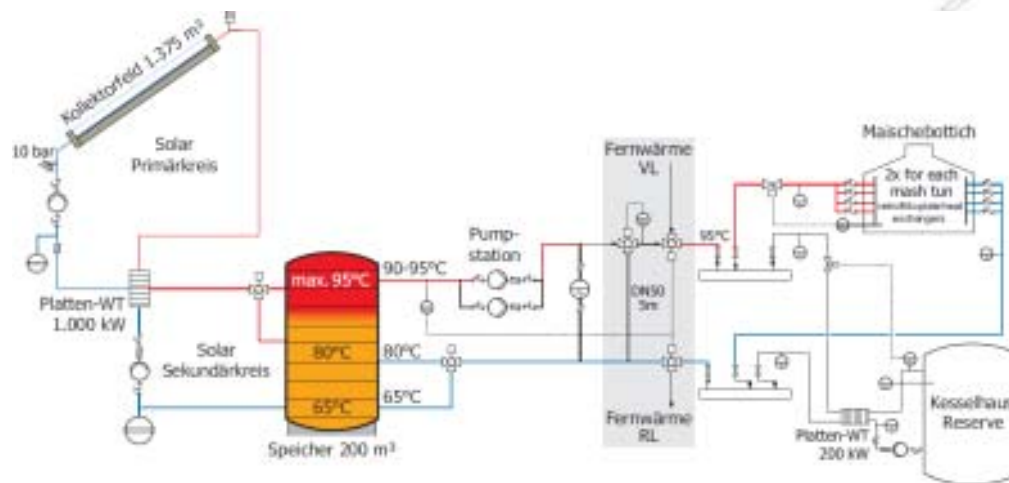 Kollektorfeld 1.375 m²
10 bar
Solar
Primärkreis
Platten-WT
1.000 kW
Solar
Sekundärkreis
max. 95°C
80°C
65°C
Speicher 200 m³
90-95°C
80°C
65°C
Pump-
station
Fernwärme
VL
DN50
5m
Fernwärme
RL
95°C
Maischebottich
2x for each
mash tun
exchangers
Platten-WT
200 kW
Kesselhaus
Reserve